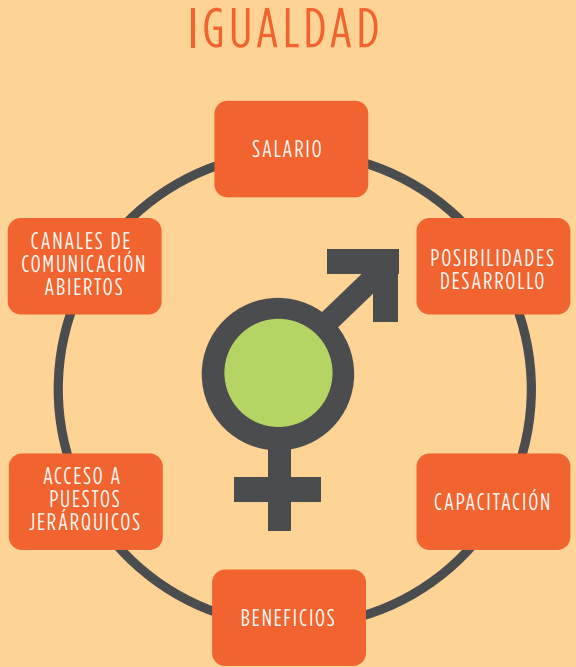 IGUALDAD
SALARIO
POSIBILIDADES
DESARROLLO
CAPACITACIÓN
BENEFICIOS
ACCESO A
PUESTOS
JERÁRQUICOS
CANALES DE
COMUNICACIÓN
ABIERTOS